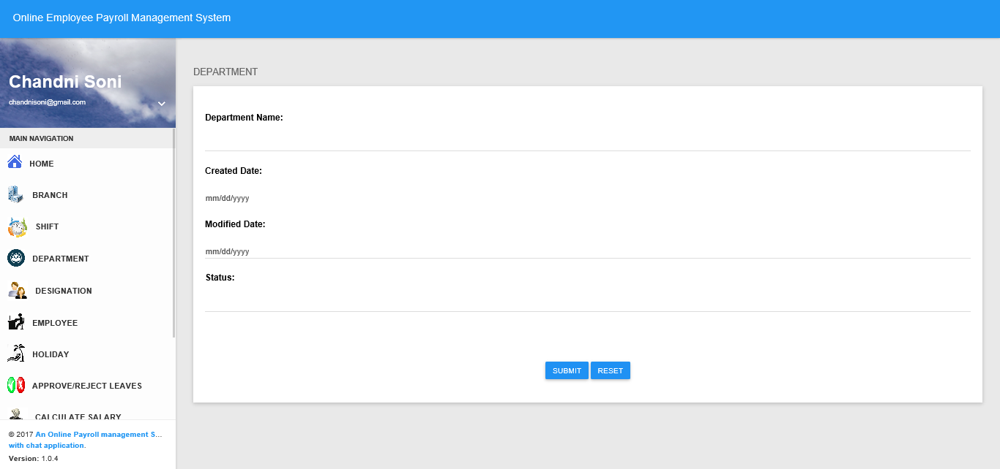 Online Employee Payroll Management System
Chandni Soni
chandnisoni@gmail.com
MAIN NAVIGATION
HOME
BRANCH
SHIFT
DEPARTMENT
DESIGNATION
EMPLOYEE
HOLIDAY
APPROVE/REJECT LEAVES
CALCULATE SALARY
© 2017 An Online Payroll management S...
with chat application.
Version: 1.0.4
DEPARTMENT
Department Name:
Created Date:
mm/dd/yyyy
Modified Date:
mm/dd/yyyy
Status:
SUBMIT RESET